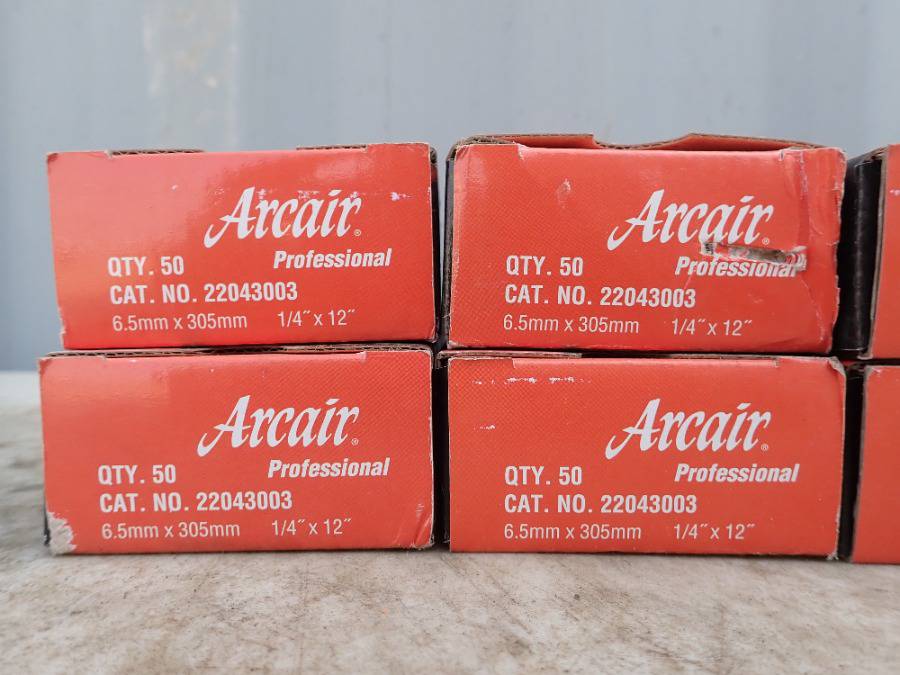 Arcair®
Professional
QTY. 50
CAT. NO. 22043003
6.5mm x 305mm 1/4″ x 12″
Arcair®
Professional
QTY. 50
CAT. NO. 22043003
6.5mm x 305mm 1/4″ x 12″
Arcair®
Professional
QTY. 50
CAT. NO. 22043003
6.5mm x 305mm 1/4″ x 12″
Arcair®
Professional
QTY. 50
CAT. NO. 22043003
6.5mm x 305mm 1/4″ x 12″